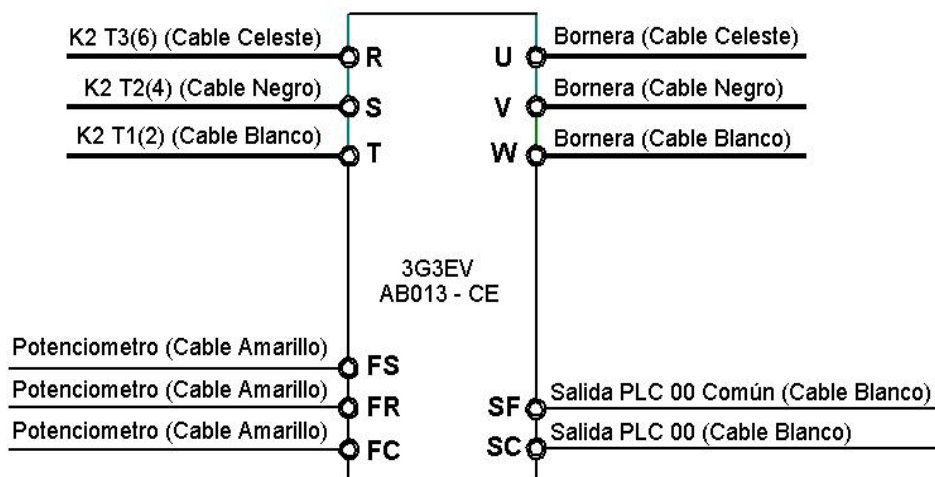 K2 T3(6) (Cable Celeste)
R
U
Bornera (Cable Celeste)
K2 T2(4) (Cable Negro)
S
V
Bornera (Cable Negro)
K2 T1(2) (Cable Blanco)
T
W
Bornera (Cable Blanco)
3G3EV
AB013 - CE
Potenciometro (Cable Amarillo)
FS
Potenciometro (Cable Amarillo)
FR
SF
Salida PLC 00 Común (Cable Blanco)
Potenciometro (Cable Amarillo)
FC
SC
Salida PLC 00 (Cable Blanco)